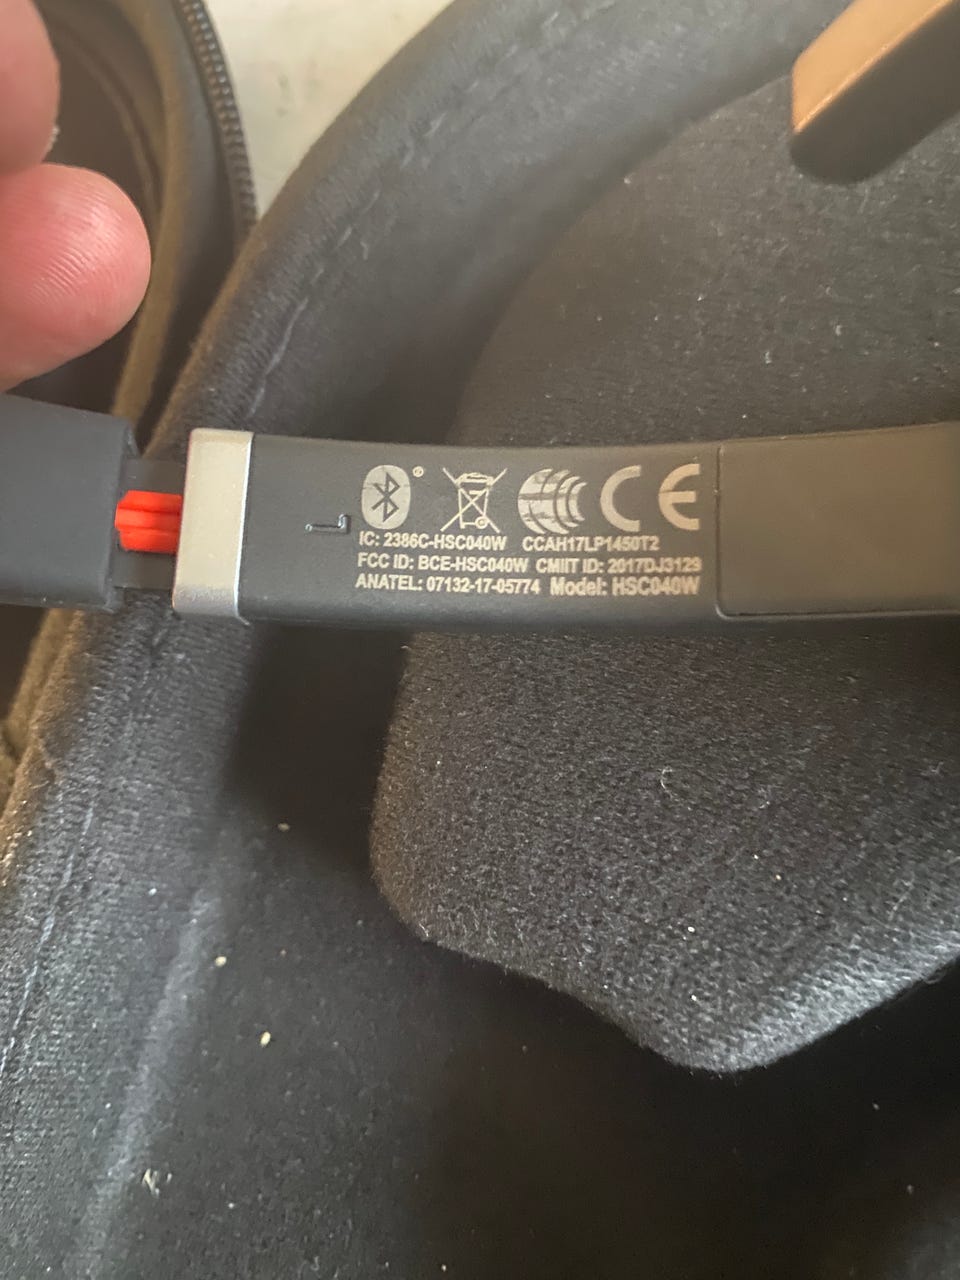 L
IC: 2386C-HSC040W CCAH17LP1450T2
FCC ID: BCE-HSC040W CMIIT ID: 2017DJ3129
ANATEL: 07132-17-05774 Model: HSC040W